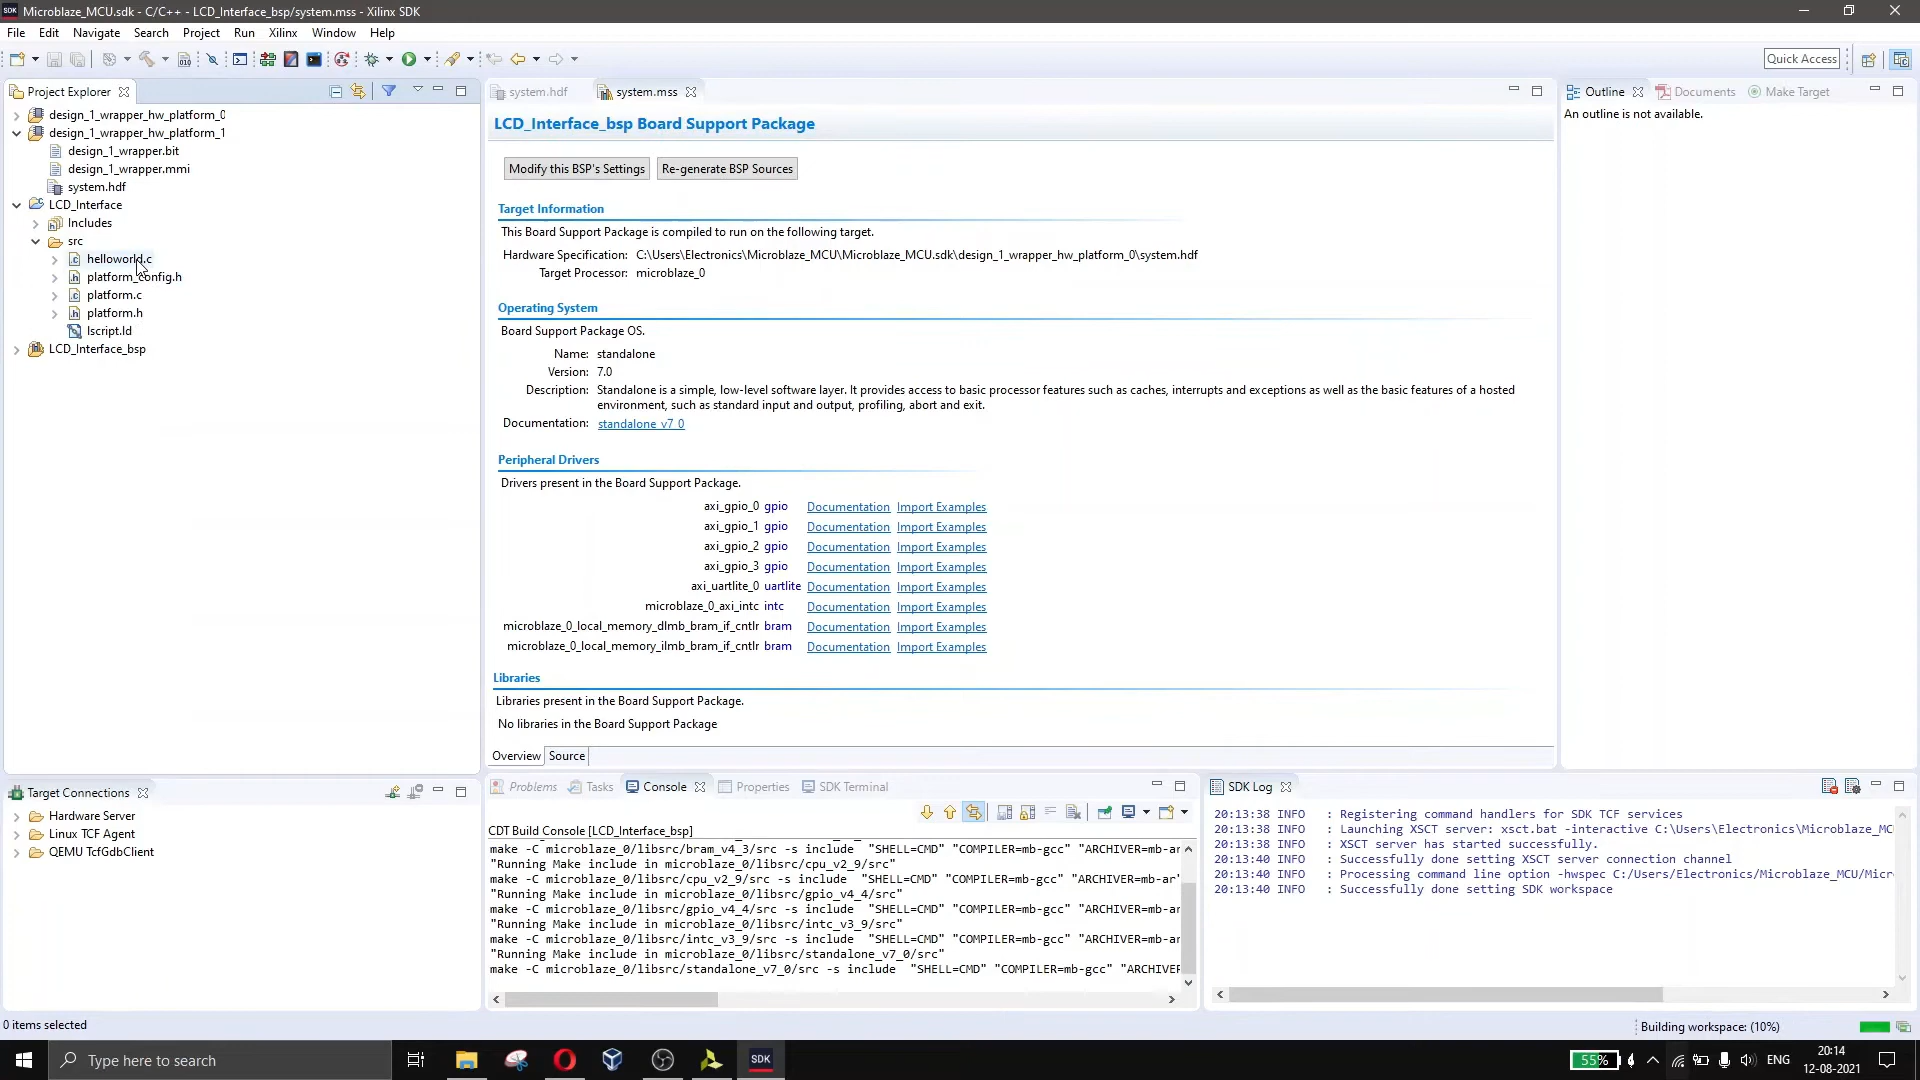 SDK Microblaze_MCU.sdk - C/C++ - LCD_Interface_bsp/system.mss - Xilinx SDK
File Edit Navigate Search Project Run Xilinx Window Help
Quick Access
Project Explorer
design_1_wrapper_hw_platform_0
design_1_wrapper_hw_platform_1
design_1_wrapper.bit
design_1_wrapper.mmi
system.hdf
LCD_Interface
Includes
src
helloworld.c
platform_config.h
platform.c
platform.h
lscript.ld
LCD_Interface_bsp
system.hdf system.mss
LCD_Interface_bsp Board Support Package
Modify this BSP's Settings Re-generate BSP Sources
Target Information
This Board Support Package is compiled to run on the following target.
Hardware Specification: C:\Users\Electronics\Microblaze_MCU\Microblaze_MCU.sdk\design_1_wrapper_hw_platform_0\system.hdf
Target Processor: microblaze_0
Operating System
Board Support Package OS.
Name: standalone
Version: 7.0
Description: Standalone is a simple, low-level software layer. It provides access to basic processor features such as caches, interrupts and exceptions as well as the basic features of a hosted
environment, such as standard input and output, profiling, abort and exit.
Documentation: standalone_v7_0
Peripheral Drivers
Drivers present in the Board Support Package.
axi_gpio_0 gpio Documentation Import Examples
axi_gpio_1 gpio Documentation Import Examples
axi_gpio_2 gpio Documentation Import Examples
axi_gpio_3 gpio Documentation Import Examples
axi_uartlite_0 uartlite Documentation Import Examples
microblaze_0_axi_intc intc Documentation Import Examples
microblaze_0_local_memory_dlmb_bram_if_cntlr bram Documentation Import Examples
microblaze_0_local_memory_ilmb_bram_if_cntlr bram Documentation Import Examples
Libraries
Libraries present in the Board Support Package.
No libraries in the Board Support Package
Overview Source
Outline Documents Make Target
An outline is not available.
Target Connections
Hardware Server
Linux TCF Agent
QEMU TcfGdbClient
Problems Tasks Console Properties SDK Terminal
CDT Build Console [LCD_Interface_bsp]
make -C microblaze_0/libsrc/bram_v4_3/src -s include "SHELL=CMD" "COMPILER=mb-gcc" "ARCHIVER=mb-ar
"Running Make include in microblaze_0/libsrc/cpu_v2_9/src"
make -C microblaze_0/libsrc/cpu_v2_9/src -s include "SHELL=CMD" "COMPILER=mb-gcc" "ARCHIVER=mb-ar"
"Running Make include in microblaze_0/libsrc/gpio_v4_4/src"
make -C microblaze_0/libsrc/gpio_v4_4/src -s include "SHELL=CMD" "COMPILER=mb-gcc" "ARCHIVER=mb-ar
"Running Make include in microblaze_0/libsrc/intc_v3_9/src"
make -C microblaze_0/libsrc/intc_v3_9/src -s include "SHELL=CMD" "COMPILER=mb-gcc" "ARCHIVER=mb-ar
"Running Make include in microblaze_0/libsrc/standalone_v7_0/src"
make -C microblaze_0/libsrc/standalone_v7_0/src -s include "SHELL=CMD" "COMPILER=mb-gcc" "ARCHIVER
SDK Log
20:13:38 INFO : Registering command handlers for SDK TCF services
20:13:38 INFO : Launching XSCT server: xsct.bat -interactive C:\Users\Electronics\Microblaze_MC
20:13:38 INFO : XSCT server has started successfully.
20:13:40 INFO : Successfully done setting XSCT server connection channel
20:13:40 INFO : Processing command line option -hwspec C:/Users/Electronics/Microblaze_MCU/Micr
20:13:40 INFO : Successfully done setting SDK workspace
0 items selected
Building workspace: (10%)
Type here to search
SDK
55%
ENG
20:14
12-08-2021